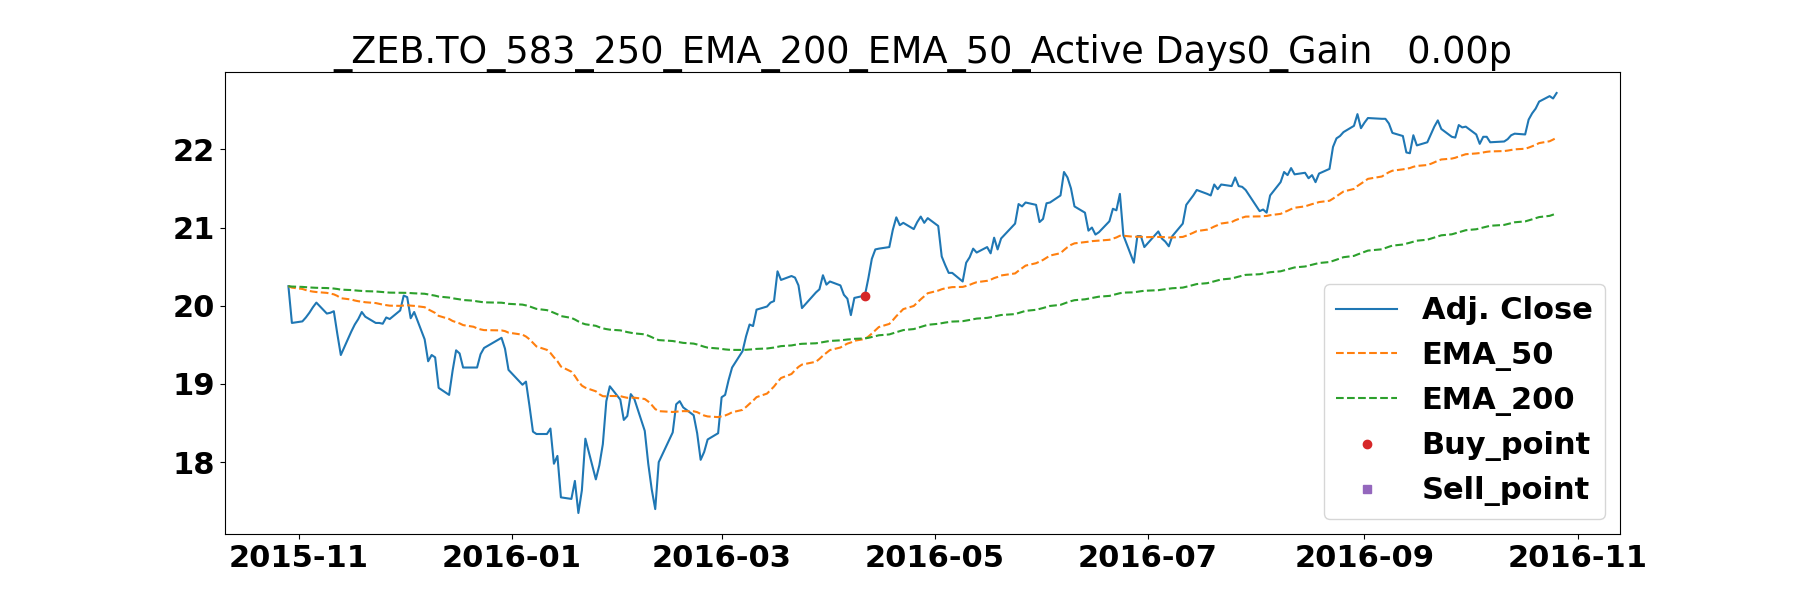 _ZEB.TO_583_250_EMA_200_EMA_50_Active Days0_Gain   0.00p
22
21
20
19
18
2015-11
2016-01
2016-03
2016-05
2016-07
2016-09
2016-11
Adj. Close
EMA_50
EMA_200
Buy_point
Sell_point